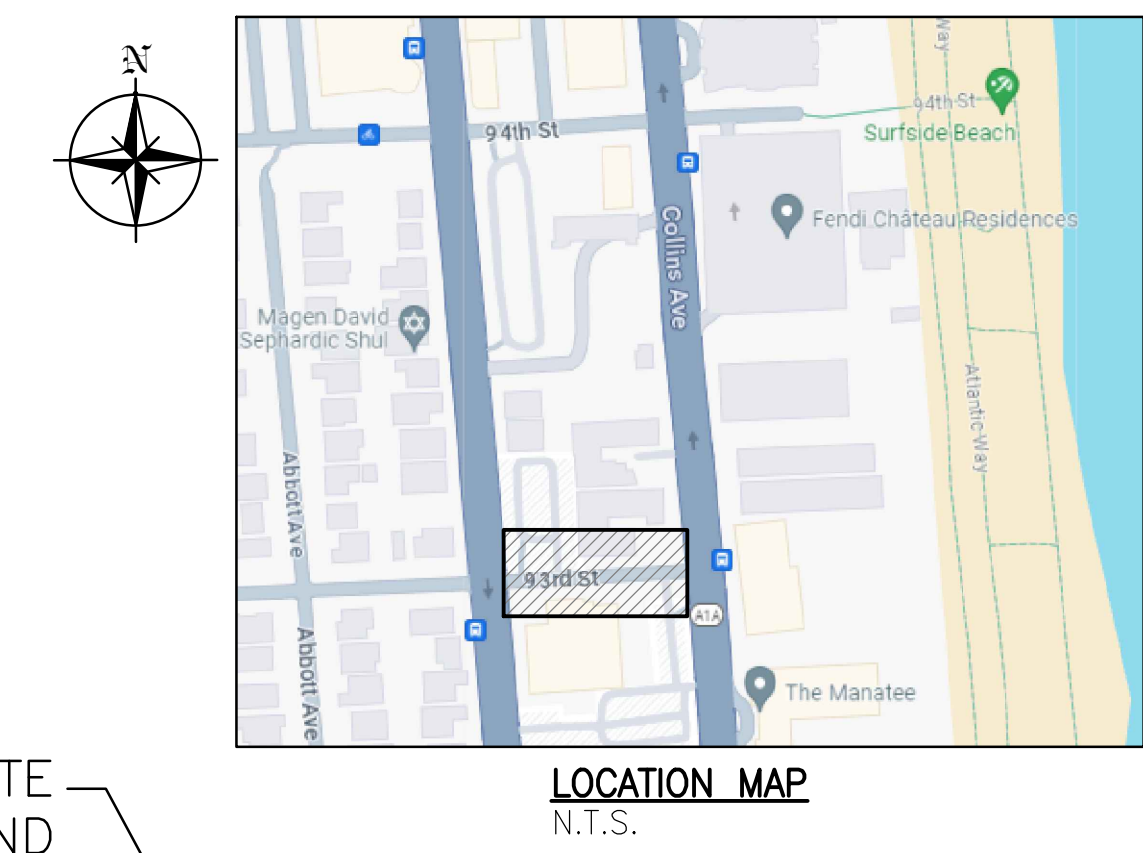 N
Way
94th St
94th St
Surfside Beach
Collins Ave
Fendi Château Residences
Magen David
Sephardic Shul
Atlantic Way
Abbott Ave
93rd St
A1A
Abbott Ave
The Manatee
TE
ND
LOCATION MAP
N.T.S.